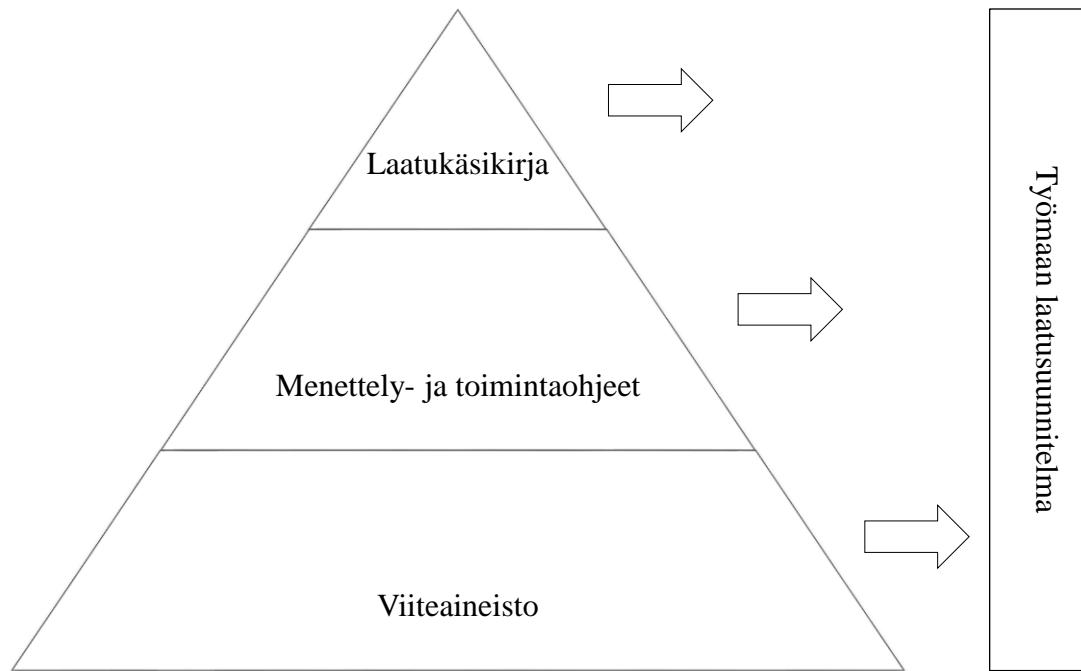 Laatukäsikirja
Menettely- ja toimintaohjeet
Viiteaineisto
Työmaan laatusuunnitelma